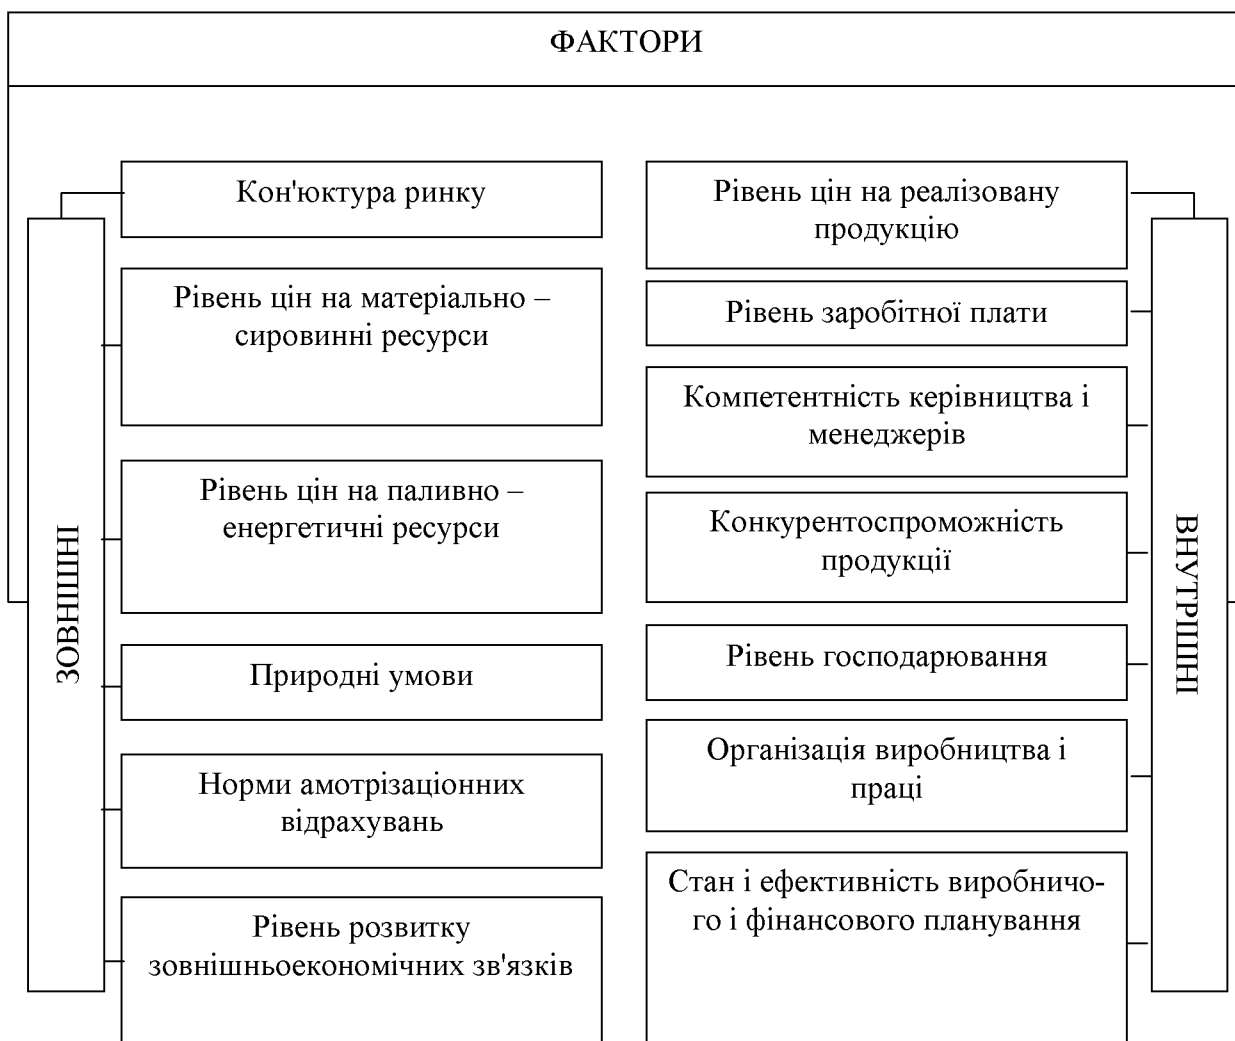 ФАКТОРИ
ЗОВНІШНІ
Кон'юктура ринку
Рівень цін на матеріально –
сировинні ресурси
Рівень цін на паливно –
енергетичні ресурси
Природні умови
Норми амотрізаціонних
відрахувань
Рівень розвитку
зовнішньоекономічних зв'язків
Рівень цін на реалізовану
продукцію
Рівень заробітної плати
Компетентність керівництва і
менеджерів
Конкурентоспроможність
продукції
Рівень господарювання
Організація виробництва і
праці
Стан і ефективність виробничо-
го і фінансового планування
ВНУТРІШНІ